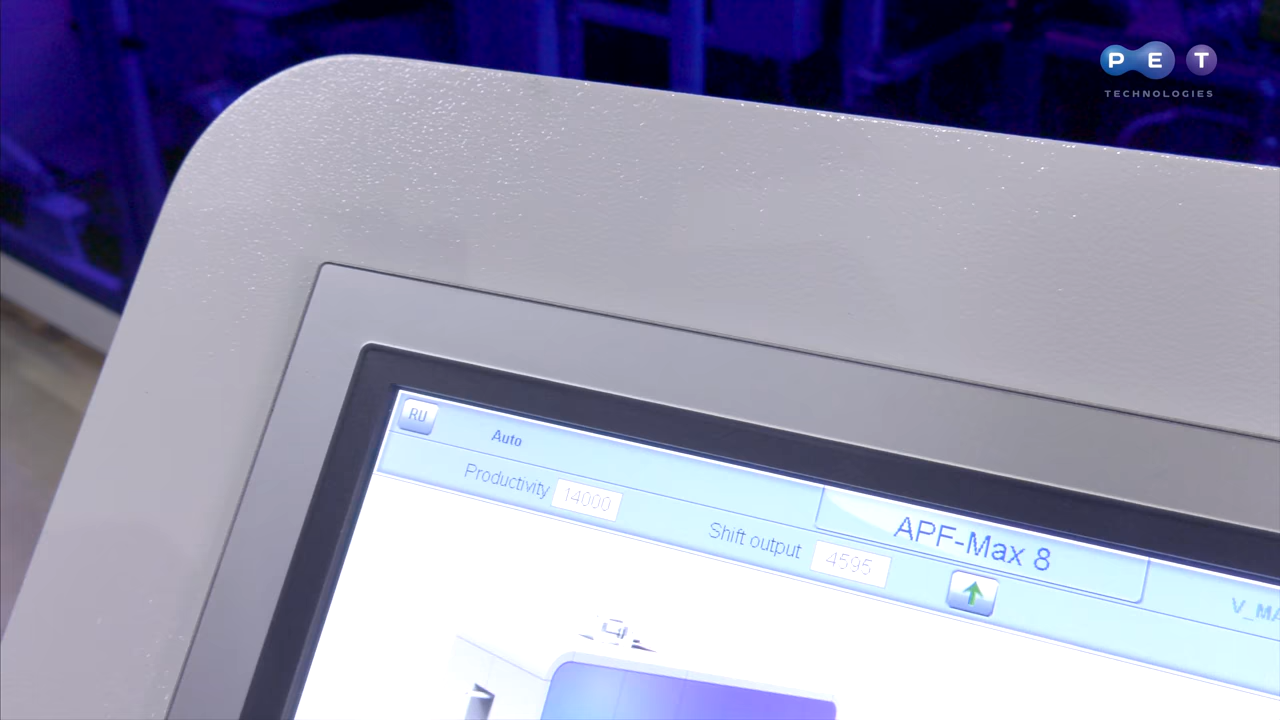 PET
TECHNOLOGIES
RU
Auto
Productivity 14000
Shift output 4595
APF-Max 8